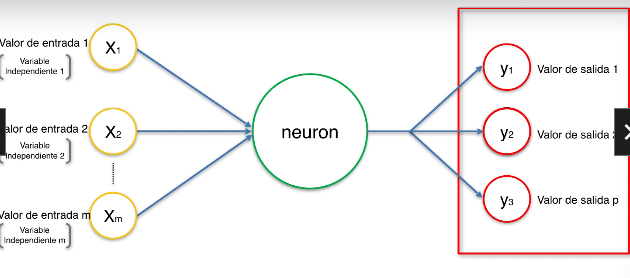 Valor de entrada 1
Variable
Independiente 1
X1
Valor de entrada 2
Variable
Independiente 2
X2
Valor de entrada m
Variable
Independiente m
Xm
neuron
y1
Valor de salida 1
y2
Valor de salida
y3
Valor de salida p